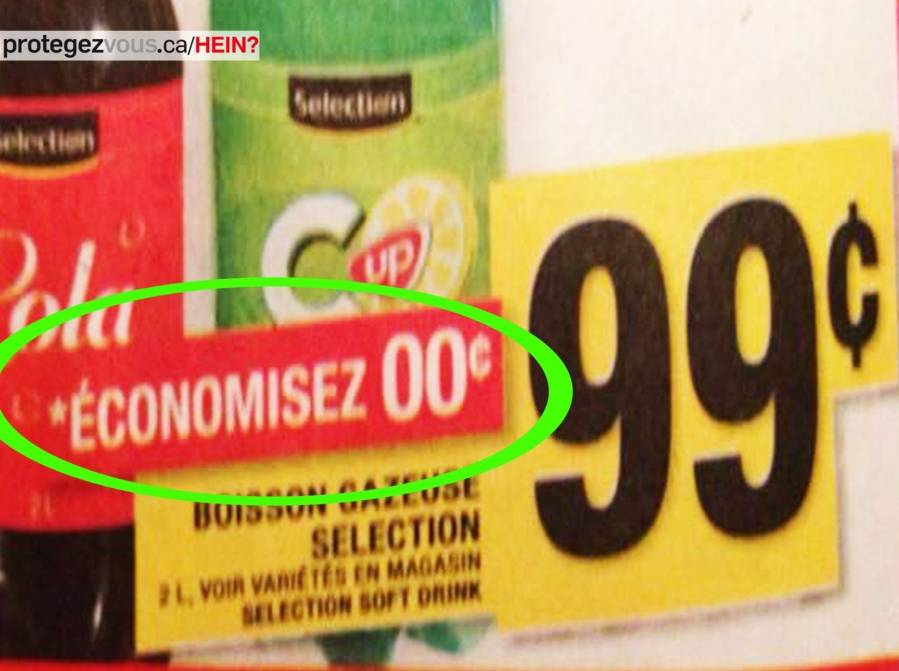 protegezvous.ca/HEIN?
Selection
Selection
Cola
C up
*ÉCONOMISEZ 00¢
99¢
2 L
BOISSON GAZEUSE
SELECTION
2 L. VOIR VARIÉTÉS EN MAGASIN
SELECTION SOFT DRINK